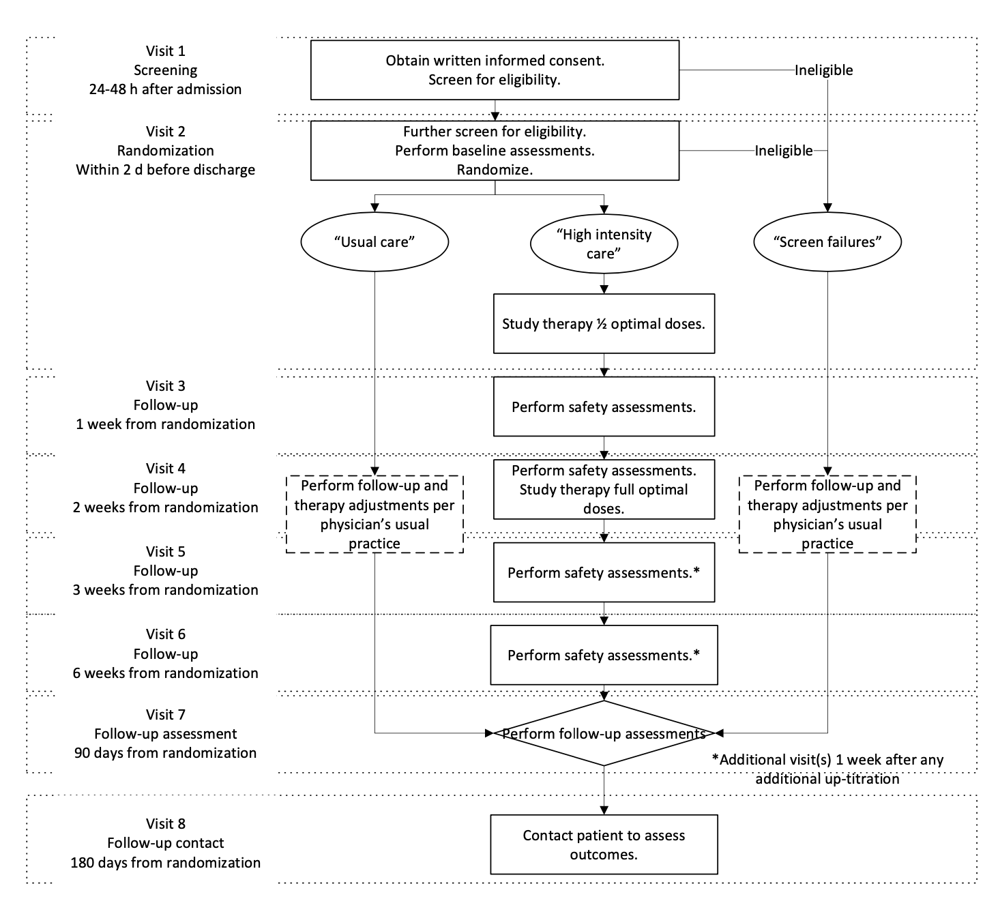 Visit 1
Screening
24-48 h after admission
Obtain written informed consent.
Screen for eligibility.
Ineligible
Visit 2
Randomization
Within 2 d before discharge
Further screen for eligibility.
Perform baseline assessments.
Randomize.
Ineligible
“Usual care”
“High intensity
care”
“Screen failures”
Study therapy ½ optimal doses.
Visit 3
Follow-up
1 week from randomization
Perform safety assessments.
Visit 4
Follow-up
2 weeks from randomization
Perform follow-up and
therapy adjustments per
physician’s usual
practice
Perform safety assessments.
Study therapy full optimal
doses.
Perform follow-up and
therapy adjustments per
physician’s usual
practice
Visit 5
Follow-up
3 weeks from randomization
Perform safety assessments.*
Visit 6
Follow-up
6 weeks from randomization
Perform safety assessments.*
Visit 7
Follow-up assessment
90 days from randomization
Perform follow-up assessments
*Additional visit(s) 1 week after any
additional up-titration
Visit 8
Follow-up contact
180 days from randomization
Contact patient to assess
outcomes.